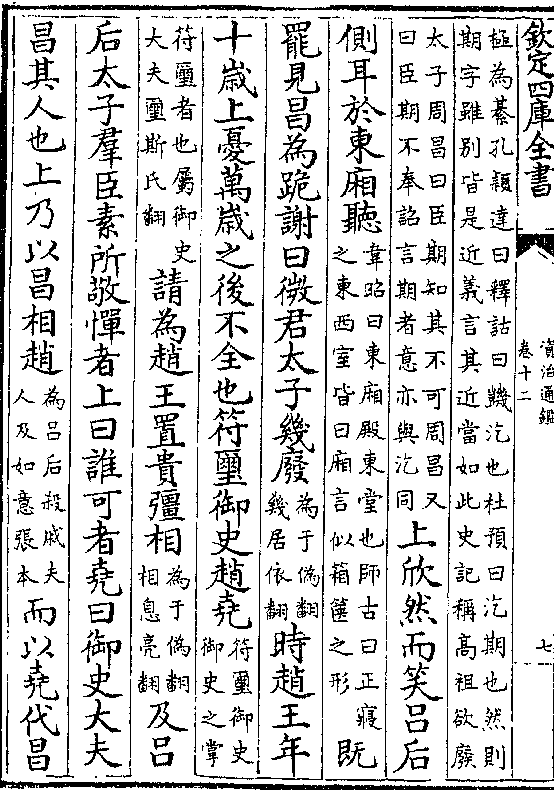 欽定四庫全書
資治通鑑
卷十二
七
極為綦孔穎達曰釋詁曰㡬汔也杜預曰汔期也然則
期字雖别皆是近義言其近當如此史記稱髙祖欲廢
太子周昌曰臣期知其不可周昌又
曰臣期不奉詔言期者意亦與汔同
上欣然而笑吕后
側耳於東廂聽
韋昭曰東廂殿東堂也師古曰正寢
之東西室皆曰廂言似箱篋之形
既
罷見昌為跪謝曰微君太子幾廢
為于偽翻
幾居依翻
時趙王年
十歳上憂萬歳之後不全也符璽御史趙堯
符璽御史
御史之掌
符璽者也屬御史
大夫璽斯氏翻
請為趙王置貴彊相
為于偽翻
相息亮翻
及吕
后太子羣臣素所敬憚者上曰誰可者堯曰御史大夫
昌其人也上乃以昌相趙
為吕后殺戚夫
人及如意張本
而以堯代昌